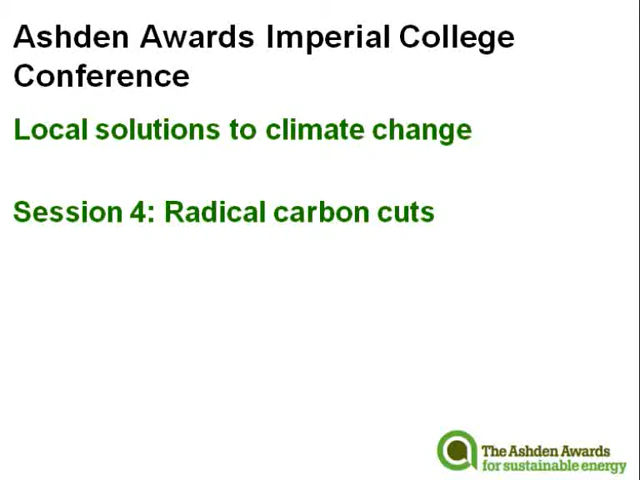 Ashden Awards Imperial College
Conference
Local solutions to climate change
Session 4: Radical carbon cuts
The Ashden Awards
for sustainable energy